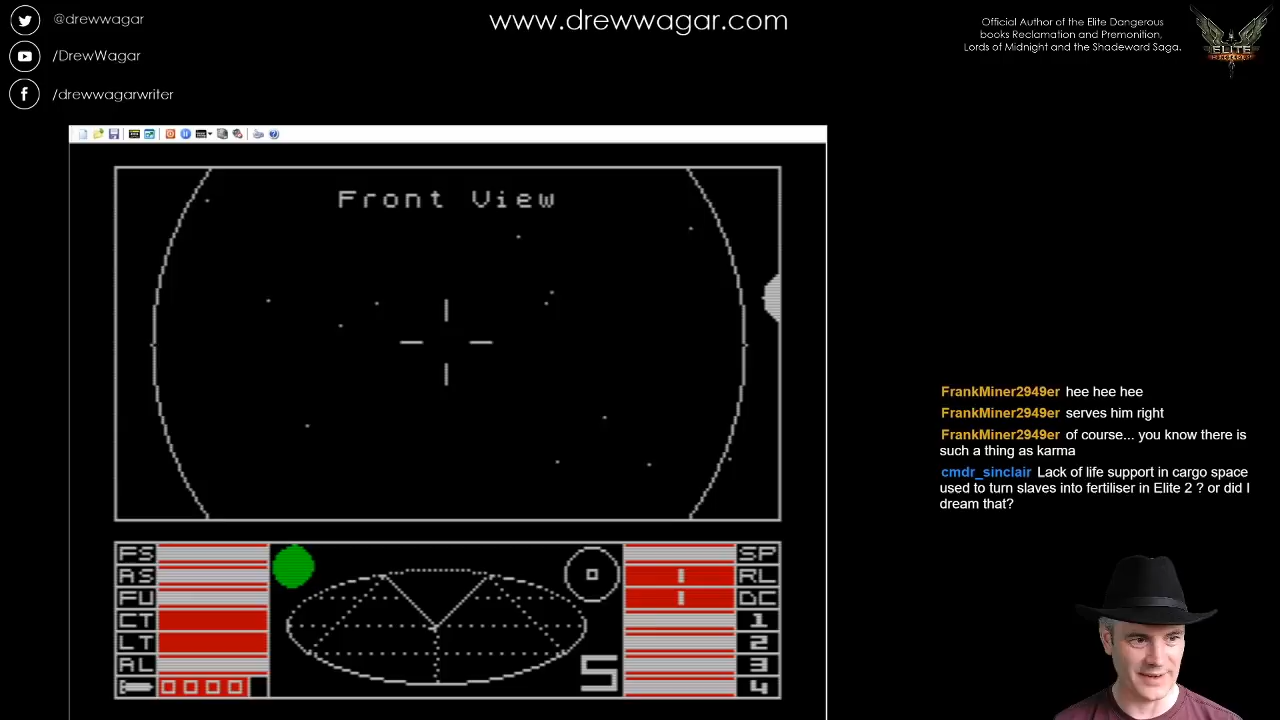 @drewwagar
/DrewWagar
/drewwagarwriter
www.drewwagar.com
Official Author of the Elite Dangerous
books Reclamation and Premonition,
Lords of Midnight and the Shadeward Saga.
ELITE
DANGEROUS
Front View
FrankMiner2949er hee hee hee
FrankMiner2949er serves him right
FrankMiner2949er of course... you know there is
such a thing as karma
cmdr_sinclair Lack of life support in cargo space
used to turn slaves into fertiliser in Elite 2 ? or did I
dream that?
FS
AS
FU
CT
LT
AL
S
SP
RL
DC
1
2
3
4